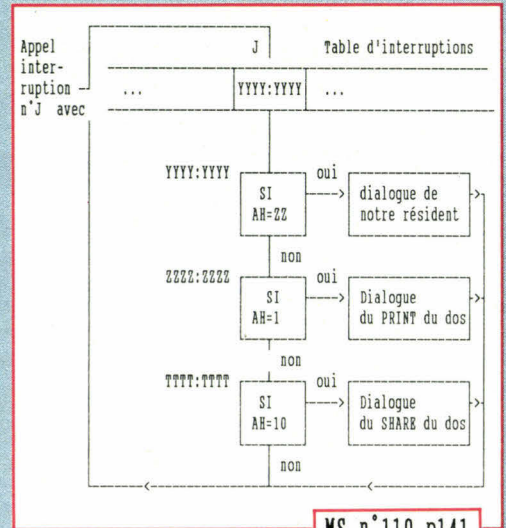 Appel J Table d'interruptions
inter-
ruption
n°J avec
... YYYY:YYYY ...
YYYY:YYYY oui
SI dialogue de
AH=ZZ notre résident
non
ZZZZ:ZZZZ oui
SI Dialogue
AH=1 du PRINT du dos
non
TTTT:TTTT oui
SI Dialogue
AH=10 du SHARE du dos
non
MS n°110 p141